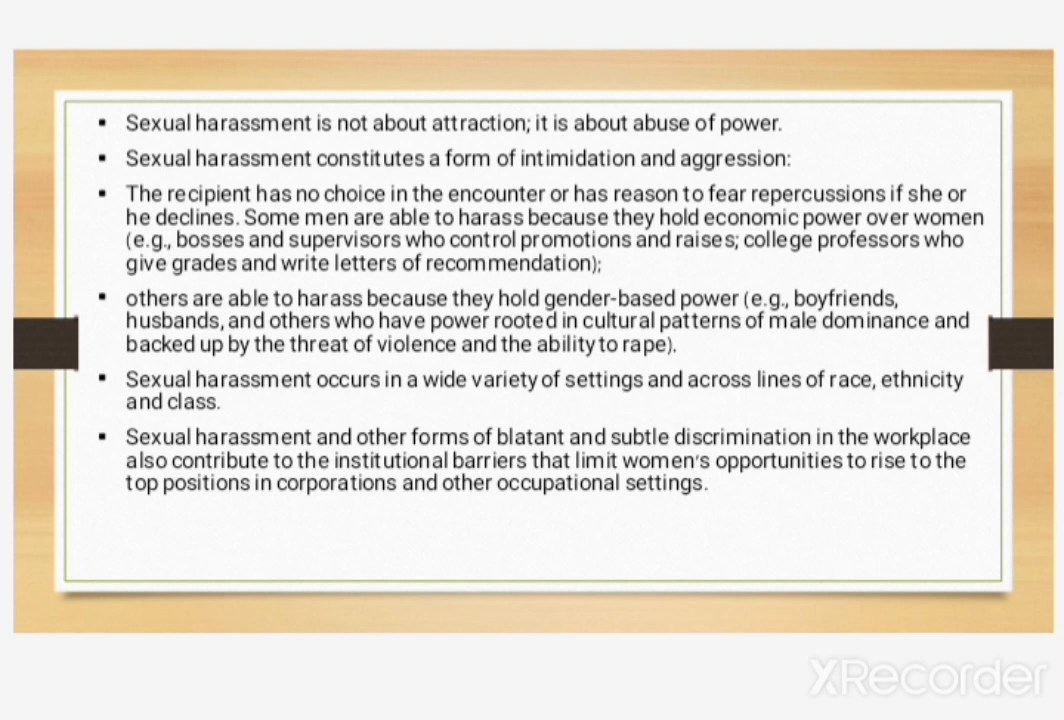 ▪ Sexual harassment is not about attraction; it is about abuse of power.
▪ Sexual harassment constitutes a form of intimidation and aggression:
▪ The recipient has no choice in the encounter or has reason to fear repercussions if she or
he declines. Some men are able to harass because they hold economic power over women
(e.g., bosses and supervisors who control promotions and raises; college professors who
give grades and write letters of recommendation);
▪ others are able to harass because they hold gender-based power (e.g., boyfriends,
husbands, and others who have power rooted in cultural patterns of male dominance and
backed up by the threat of violence and the ability to rape).
▪ Sexual harassment occurs in a wide variety of settings and across lines of race, ethnicity
and class.
▪ Sexual harassment and other forms of blatant and subtle discrimination in the workplace
also contribute to the institutional barriers that limit women's opportunities to rise to the
top positions in corporations and other occupational settings.
XRecorder